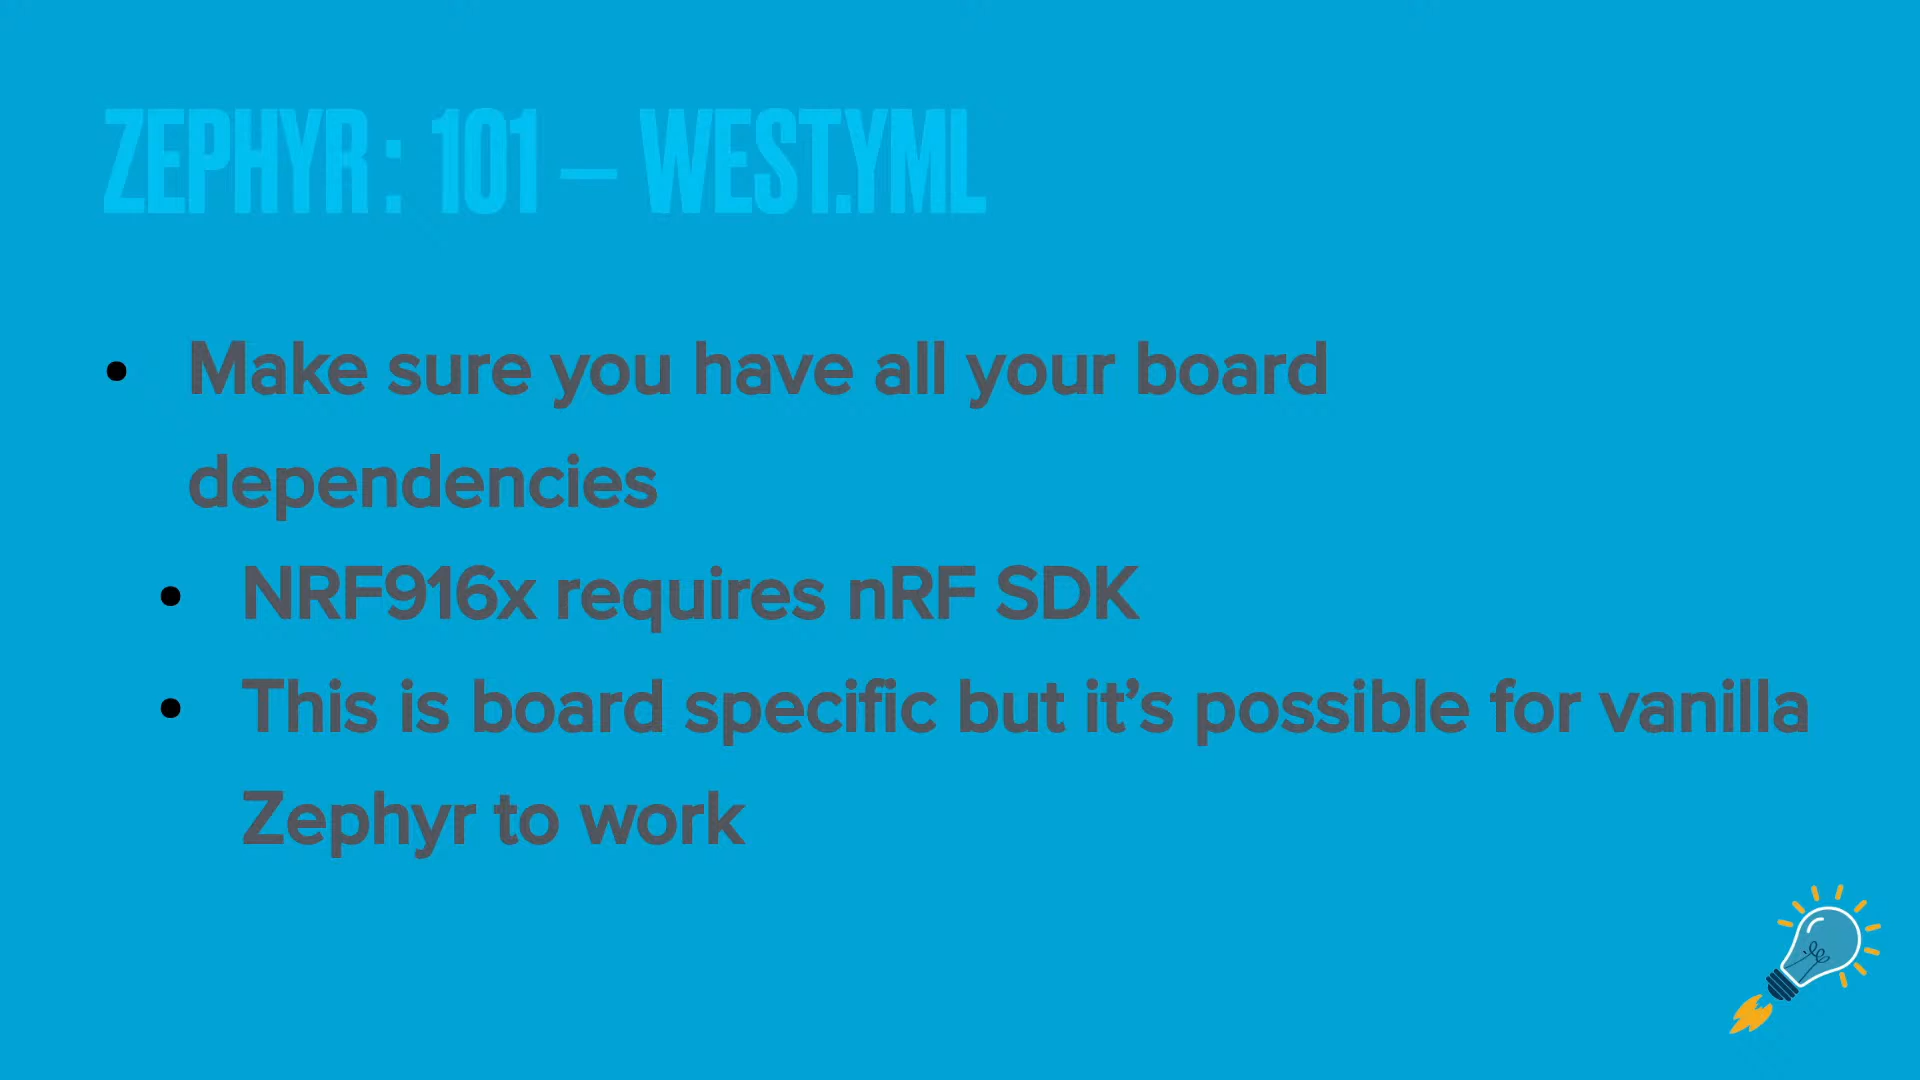 ZEPHYR : 101 – WEST.YML
• Make sure you have all your board
dependencies
• NRF916x requires nRF SDK
• This is board specific but it’s possible for vanilla
Zephyr to work